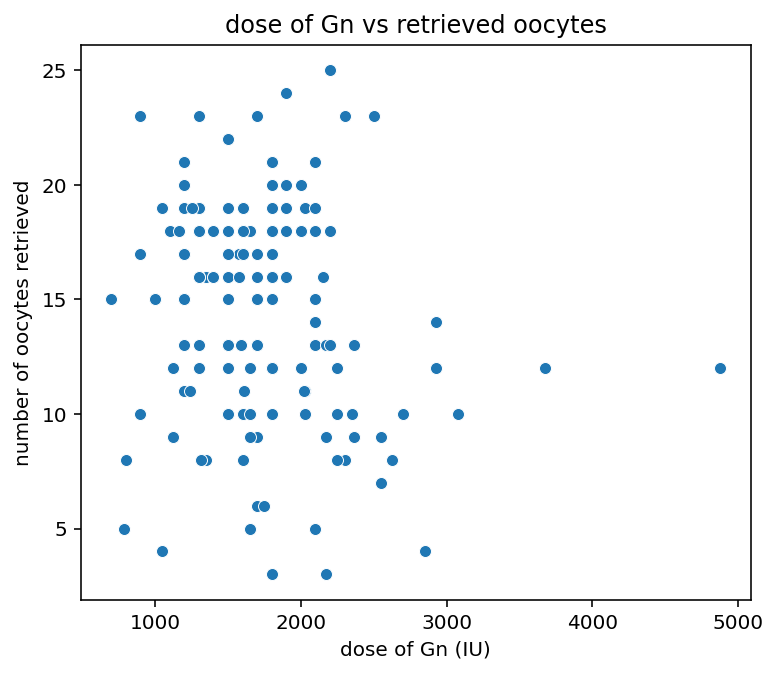 dose of Gn vs retrieved oocytes
number of oocytes retrieved
25
20
15
10
5
1000 2000 3000 4000 5000
dose of Gn (IU)